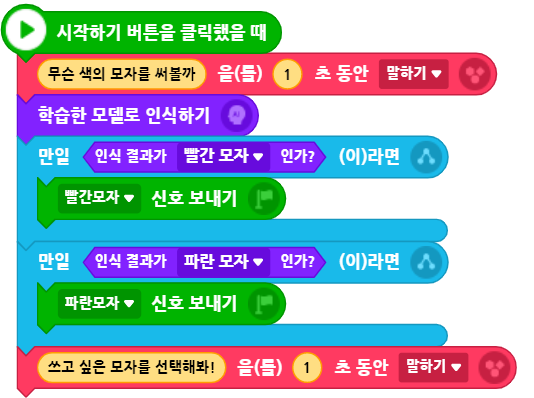 시작하기 버튼을 클릭했을 때
무슨 색의 모자를 써볼까 을(를) 1 초 동안 말하기
학습한 모델로 인식하기
만일 인식 결과가 빨간 모자 인가? (이)라면
빨간모자 신호 보내기
만일 인식 결과가 파란 모자 인가? (이)라면
파란모자 신호 보내기
쓰고 싶은 모자를 선택해봐! 을(를) 1 초 동안 말하기